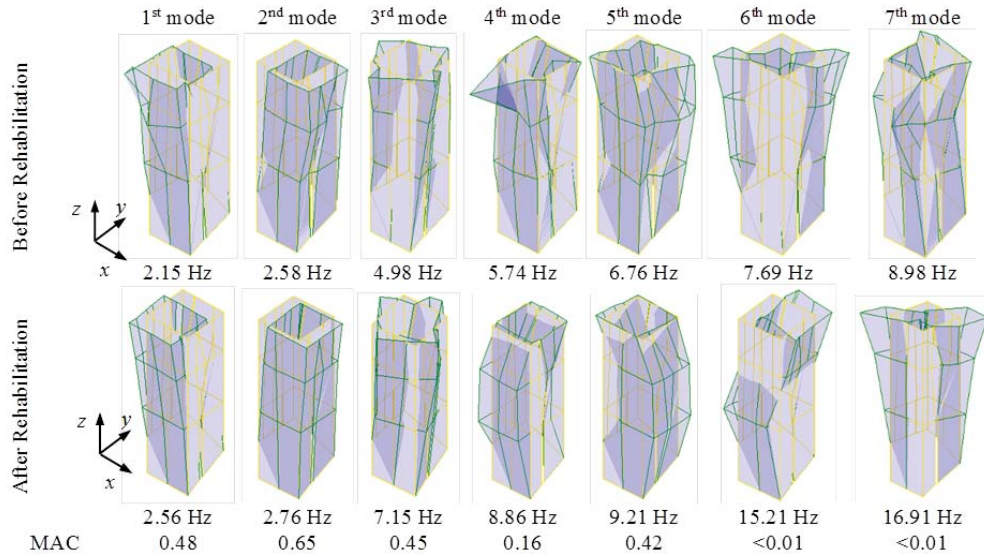 1st mode 2nd mode 3rd mode 4th mode 5th mode 6th mode 7th mode
Before Rehabilitation
z
y
x
2.15 Hz 2.58 Hz 4.98 Hz 5.74 Hz 6.76 Hz 7.69 Hz 8.98 Hz
After Rehabilitation
z
y
x
2.56 Hz 2.76 Hz 7.15 Hz 8.86 Hz 9.21 Hz 15.21 Hz 16.91 Hz
MAC 0.48 0.65 0.45 0.16 0.42 <0.01 <0.01